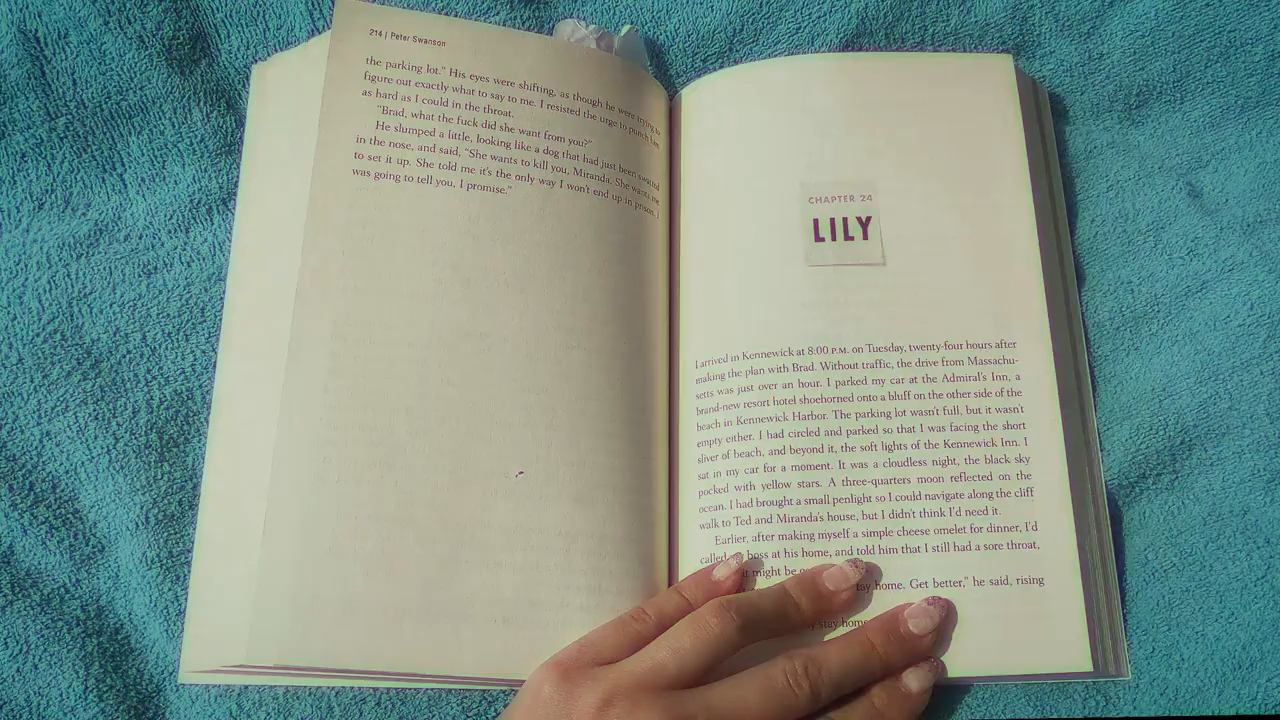 214 | Peter Swanson
the parking lot." His eyes were shifting, as though he were trying to
figure out exactly what to say to me. I resisted the urge to punch him
as hard as I could in the throat.
"Brad, what the fuck did she want from you?"
He slumped a little, looking like a dog that had just been swatted
in the nose, and said, "She wants to kill you, Miranda. She wants me
to set it up. She told me it's the only way I won't end up in prison. I
was going to tell you, I promise."
CHAPTER 24
LILY
I arrived in Kennewick at 8:00 P.M. on Tuesday, twenty-four hours after
making the plan with Brad. Without traffic, the drive from Massachu-
setts was just over an hour. I parked my car at the Admiral's Inn, a
brand-new resort hotel shoehorned onto a bluff on the other side of the
beach in Kennewick Harbor. The parking lot wasn't full, but it wasn't
empty either. I had circled and parked so that I was facing the short
sliver of beach, and beyond it, the soft lights of the Kennewick Inn. I
sat in my car for a moment. It was a cloudless night, the black sky
pocked with yellow stars. A three-quarters moon reflected on the
ocean. I had brought a small penlight so I could navigate along the cliff
walk to Ted and Miranda's house, but I didn't think I'd need it.
Earlier, after making myself a simple cheese omelet for dinner, I'd
called boss at his home, and told him that I still had a sore throat,
it might be
home. Get better," he said, rising
stay home